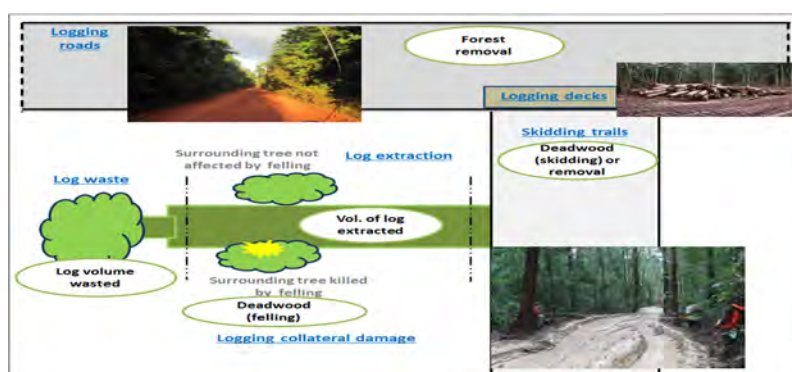 Logging
roads
Forest
removal
Logging decks
Skidding trails
Deadwood
(skidding) or
removal
Surrounding tree not
affected by felling
Log extraction
Log waste
Vol. of log
extracted
Log volume
wasted
Surrounding tree killed
by felling
Deadwood
(felling)
Logging collateral damage